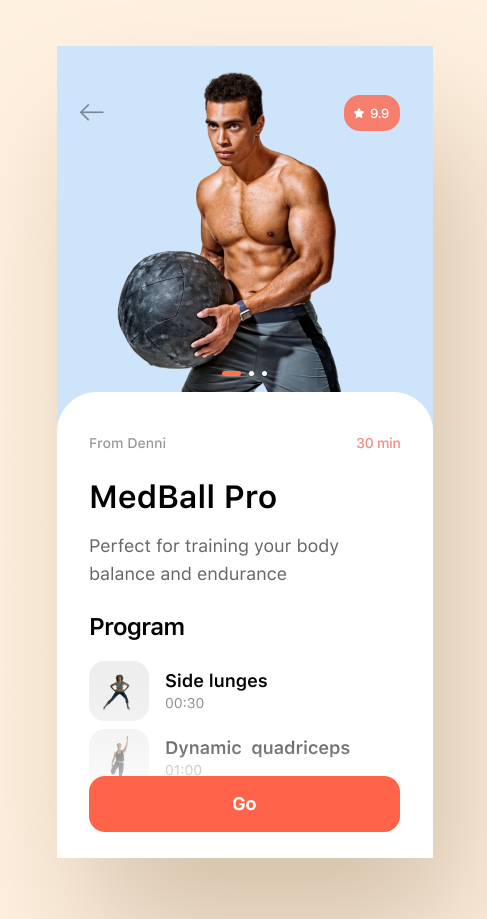 9.9
From Denni
30 min
MedBall Pro
Perfect for training your body
balance and endurance
Program
Side lunges
00:30
Dynamic quadriceps
01:00
Go